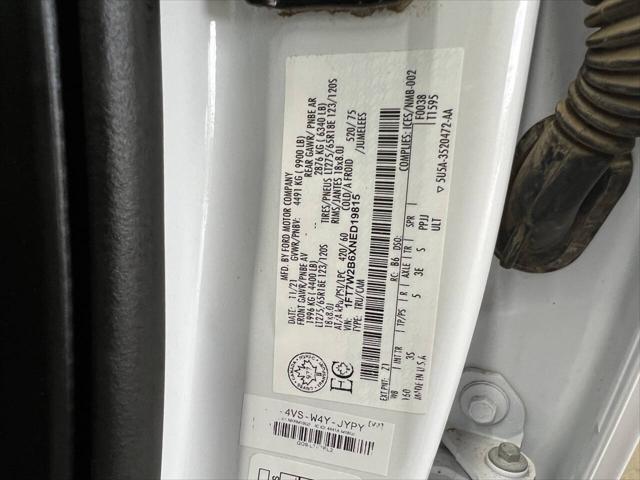 MFD. BY FORD MOTOR COMPANY
11/21 GVWR/PNBV: 4491 KG ( 9900 LB)
FRONT GAWR/PNBE AV REAR GAWR/PNBE AR
1996 KG ( 4400 LB) 2876 KG ( 6340 LB)
LT275/65R18E 123/120S TIRES/PNEUS LT275/65R18E 123/120S
18x8.0J RIMS/JANTES 18x8.0J
AT/A kPa/PSI/LPC 420/60 COLD/A FROID 520/75
VIN: 1FT7W2B6XNED19815 /JUMELEES
TYPE: TRU/CAM
COMPLIES: ICES/NMB-002
EXT PNT: Z1 RC: B6 DSO: F0038
T1595
WB INT TR TP/PS R AXLE TR SPR
160 3S 5 3E S PPJJ
MADE IN U.S.A. ULT
5U5A-3520472-AA
CANADA
EC
4VS-W4Y-JYPY